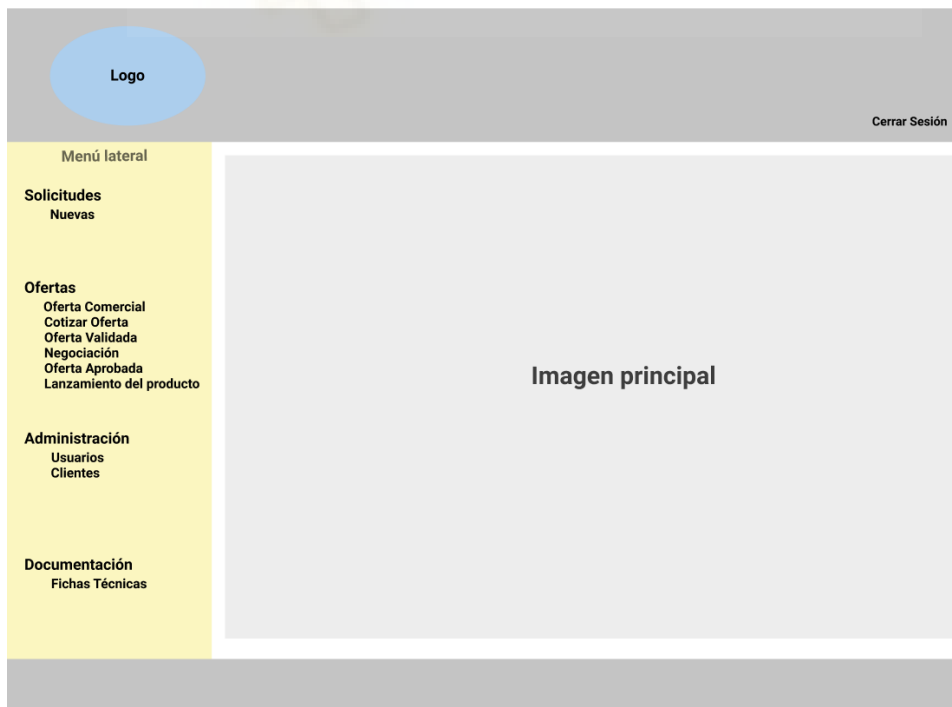 Logo
Cerrar Sesión
Menú lateral
Solicitudes
Nuevas
Ofertas
Oferta Comercial
Cotizar Oferta
Oferta Validada
Negociación
Oferta Aprobada
Lanzamiento del producto
Administración
Usuarios
Clientes
Documentación
Fichas Técnicas
Imagen principal